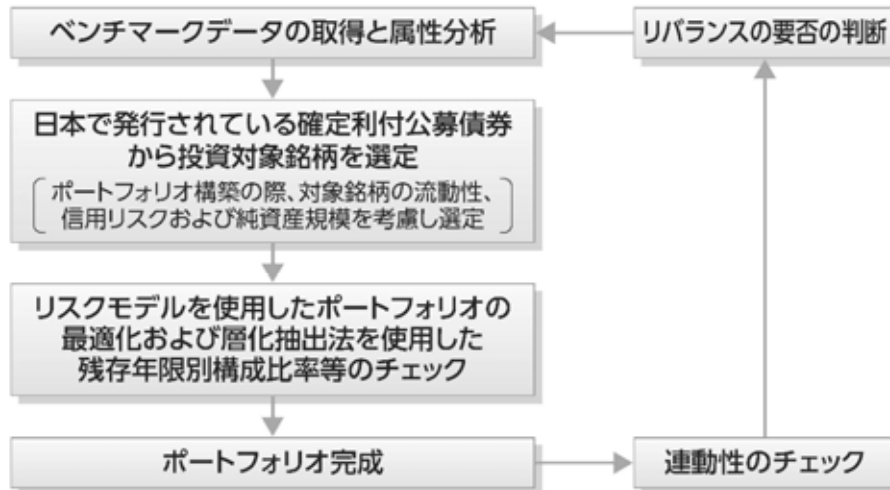 ベンチマークデータの取得と属性分析
リバランスの要否の判断
日本で発行されている確定利付公募債券
から投資対象銘柄を選定
ポートフォリオ構築の際、対象銘柄の流動性、
信用リスクおよび純資産規模を考慮し選定
リスクモデルを使用したポートフォリオの
最適化および層化抽出法を使用した
残存年限別構成比率等のチェック
ポートフォリオ完成
連動性のチェック